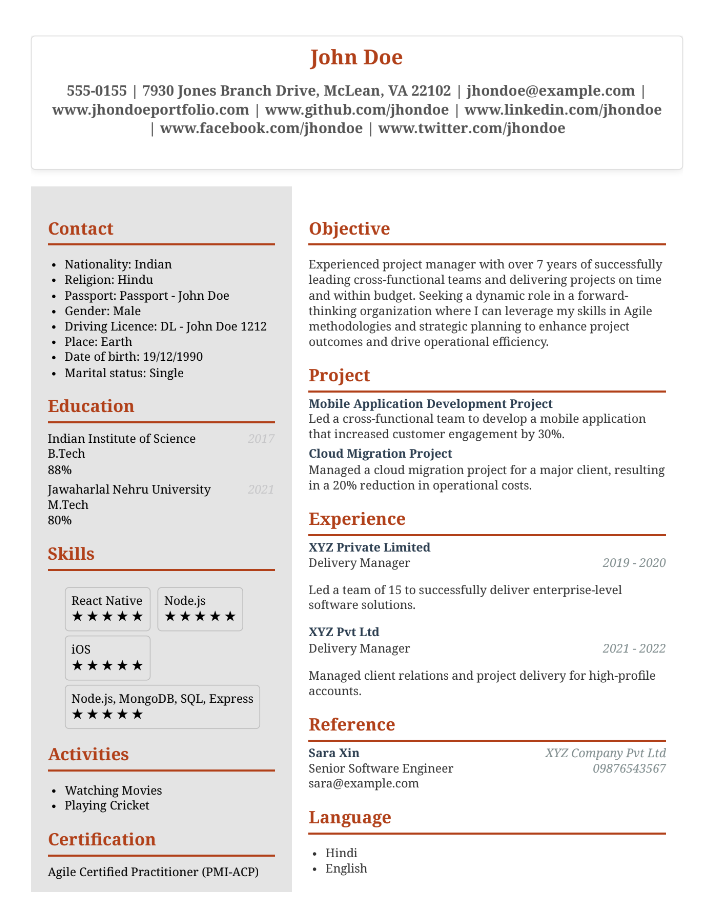 John Doe
555-0155 | 7930 Jones Branch Drive, McLean, VA 22102 | jhondoe@example.com |
www.jhondoeportfolio.com | www.github.com/jhondoe | www.linkedin.com/jhondoe
| www.facebook.com/jhondoe | www.twitter.com/jhondoe
Contact
• Nationality: Indian
• Religion: Hindu
• Passport: Passport - John Doe
• Gender: Male
• Driving Licence: DL - John Doe 1212
• Place: Earth
• Date of birth: 19/12/1990
• Marital status: Single
Education
Indian Institute of Science 2017
B.Tech
88%
Jawaharlal Nehru University 2021
M.Tech
80%
Skills
React Native Node.js
★★★★★ ★★★★★
iOS
★★★★★
Node.js, MongoDB, SQL, Express
★★★★★
Activities
• Watching Movies
• Playing Cricket
Certification
Agile Certified Practitioner (PMI-ACP)
Objective
Experienced project manager with over 7 years of successfully
leading cross-functional teams and delivering projects on time
and within budget. Seeking a dynamic role in a forward-
thinking organization where I can leverage my skills in Agile
methodologies and strategic planning to enhance project
outcomes and drive operational efficiency.
Project
Mobile Application Development Project
Led a cross-functional team to develop a mobile application
that increased customer engagement by 30%.
Cloud Migration Project
Managed a cloud migration project for a major client, resulting
in a 20% reduction in operational costs.
Experience
XYZ Private Limited
Delivery Manager 2019 - 2020
Led a team of 15 to successfully deliver enterprise-level
software solutions.
XYZ Pvt Ltd
Delivery Manager 2021 - 2022
Managed client relations and project delivery for high-profile
accounts.
Reference
Sara Xin XYZ Company Pvt Ltd
Senior Software Engineer 09876543567
sara@example.com
Language
• Hindi
• English